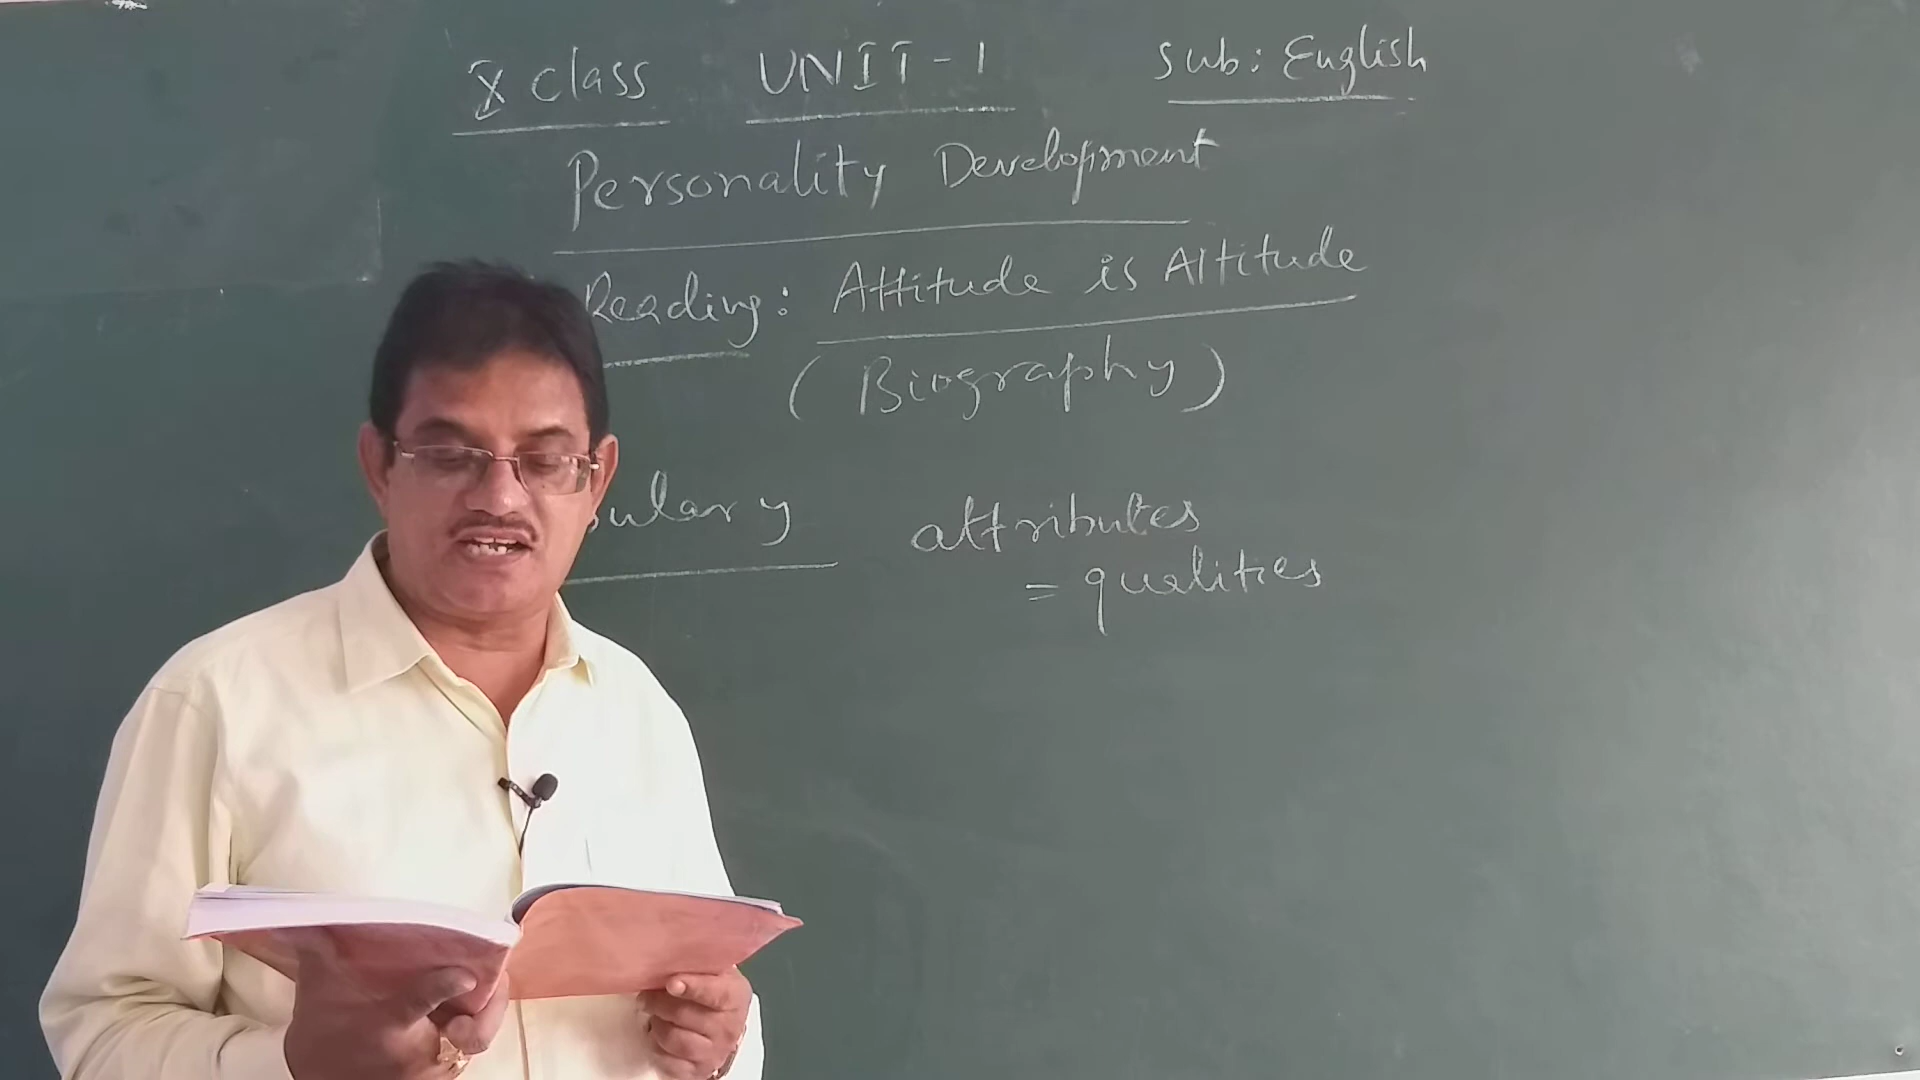 X class UNIT-1 Sub: English
Personality Development
Reading: Attitude is Altitude
(Biography)
attributes
= qualities